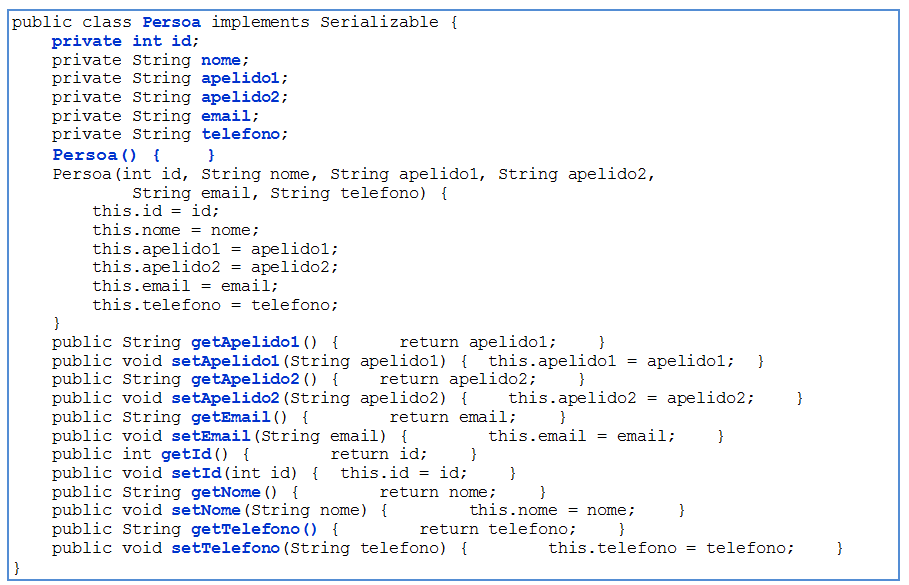 public class Persoa implements Serializable {
    private int id;
    private String nome;
    private String apelido1;
    private String apelido2;
    private String email;
    private String telefono;
    Persoa() {    }
    Persoa(int id, String nome, String apelido1, String apelido2,
            String email, String telefono) {
        this.id = id;
        this.nome = nome;
        this.apelido1 = apelido1;
        this.apelido2 = apelido2;
        this.email = email;
        this.telefono = telefono;
    }
    public String getApelido1() {      return apelido1;    }
    public void setApelido1(String apelido1) {  this.apelido1 = apelido1;  }
    public String getApelido2() {    return apelido2;    }
    public void setApelido2(String apelido2) {    this.apelido2 = apelido2;    }
    public String getEmail() {        return email;    }
    public void setEmail(String email) {        this.email = email;    }
    public int getId() {        return id;    }
    public void setId(int id) {  this.id = id;    }
    public String getNome() {        return nome;    }
    public void setNome(String nome) {        this.nome = nome;    }
    public String getTelefono() {        return telefono;    }
    public void setTelefono(String telefono) {        this.telefono = telefono;    }
}